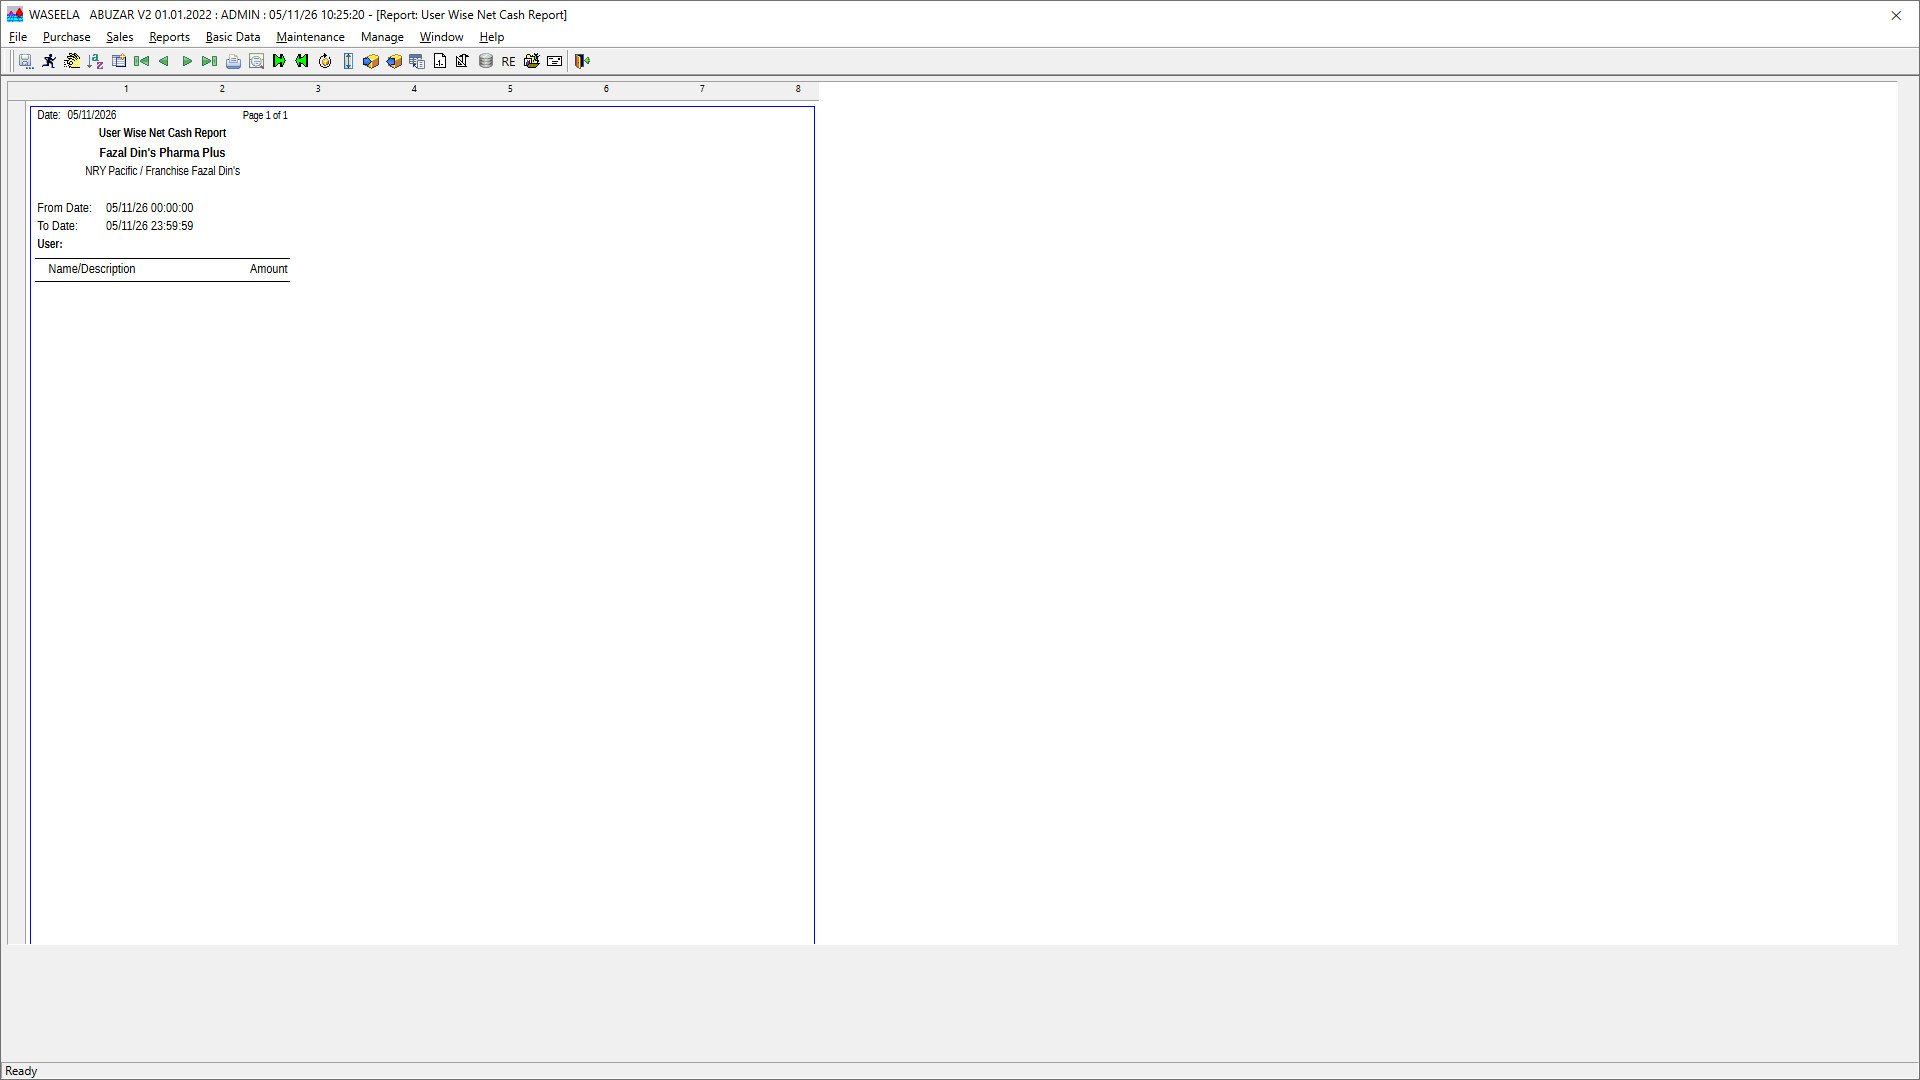 WASEELA   ABUZAR V2 01.01.2022 : ADMIN : 05/11/26 10:25:20 - [Report: User Wise Net Cash Report]
File Purchase Sales Reports Basic Data Maintenance Manage Window Help
RE
1 2 3 4 5 6 7 8
Date: 05/11/2026 Page 1 of 1
User Wise Net Cash Report
Fazal Din's Pharma Plus
NRY Pacific / Franchise Fazal Din's
From Date: 05/11/26 00:00:00
To Date: 05/11/26 23:59:59
User:
Name/Description Amount
Ready